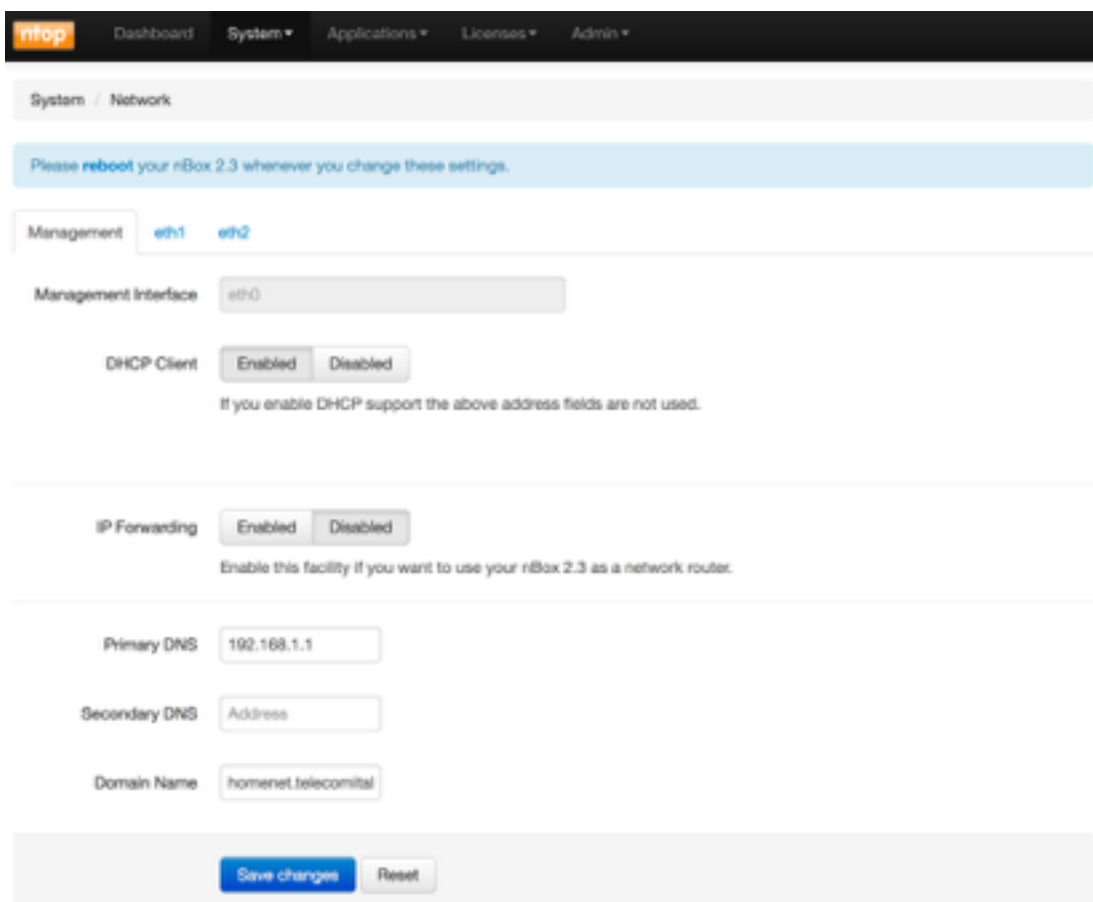 ntop Dashboard System Applications Licenses Admin
System / Network
Please reboot your nBox 2.3 whenever you change these settings.
Management eth1 eth2
Management Interface eth0
DHCP Client Enabled Disabled
If you enable DHCP support the above address fields are not used.
IP Forwarding Enabled Disabled
Enable this facility if you want to use your nBox 2.3 as a network router.
Primary DNS 192.168.1.1
Secondary DNS Address
Domain Name homenet.telecomital
Save changes Reset